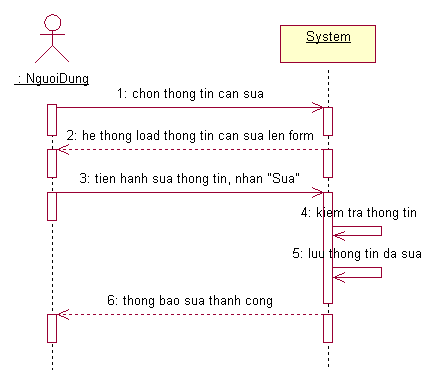 System
: NguoiDung
1: chon thong tin can sua
2: he thong load thong tin can sua len form
3: tien hanh sua thong tin, nhan "Sua"
4: kiem tra thong tin
5: luu thong tin da sua
6: thong bao sua thanh cong